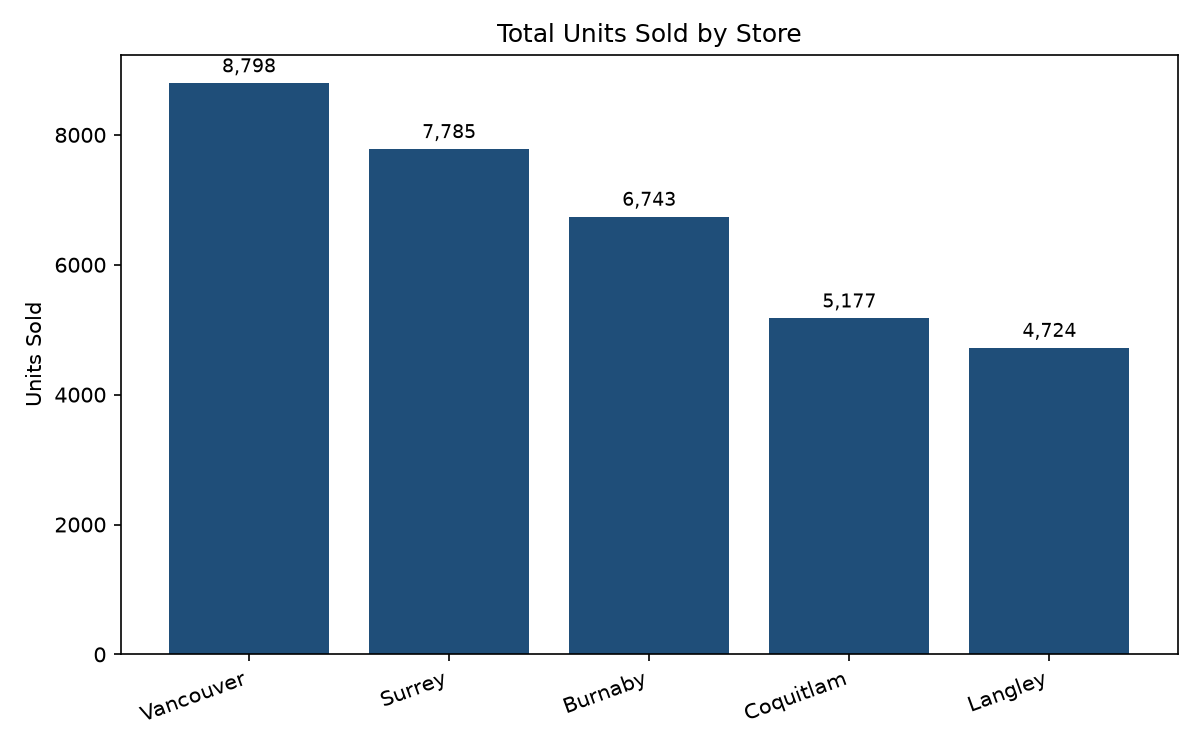 Total Units Sold by Store
Units Sold
8000
6000
4000
2000
0
8,798
7,785
6,743
5,177
4,724
Vancouver
Surrey
Burnaby
Coquitlam
Langley